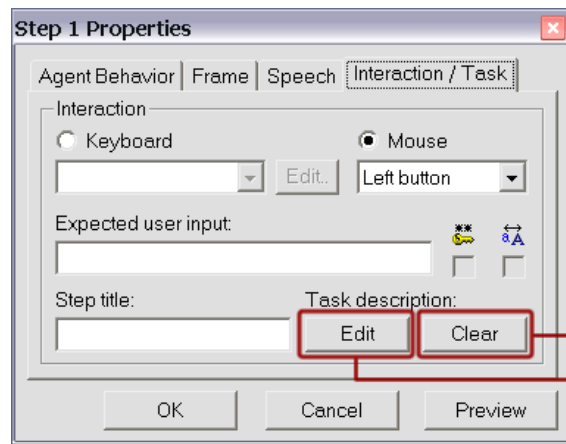 Step 1 Properties
Agent Behavior Frame Speech Interaction / Task
Interaction
Keyboard Mouse
Edit.. Left button
Expected user input:
aA
Step title: Task description:
Edit Clear
OK Cancel Preview